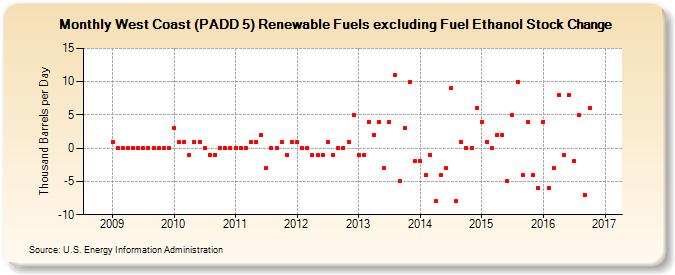 Monthly West Coast (PADD 5) Renewable Fuels excluding Fuel Ethanol Stock Change
Thousand Barrels per Day
15
10
5
0
-5
-10
2009 2010 2011 2012 2013 2014 2015 2016 2017
Source: U.S. Energy Information Administration